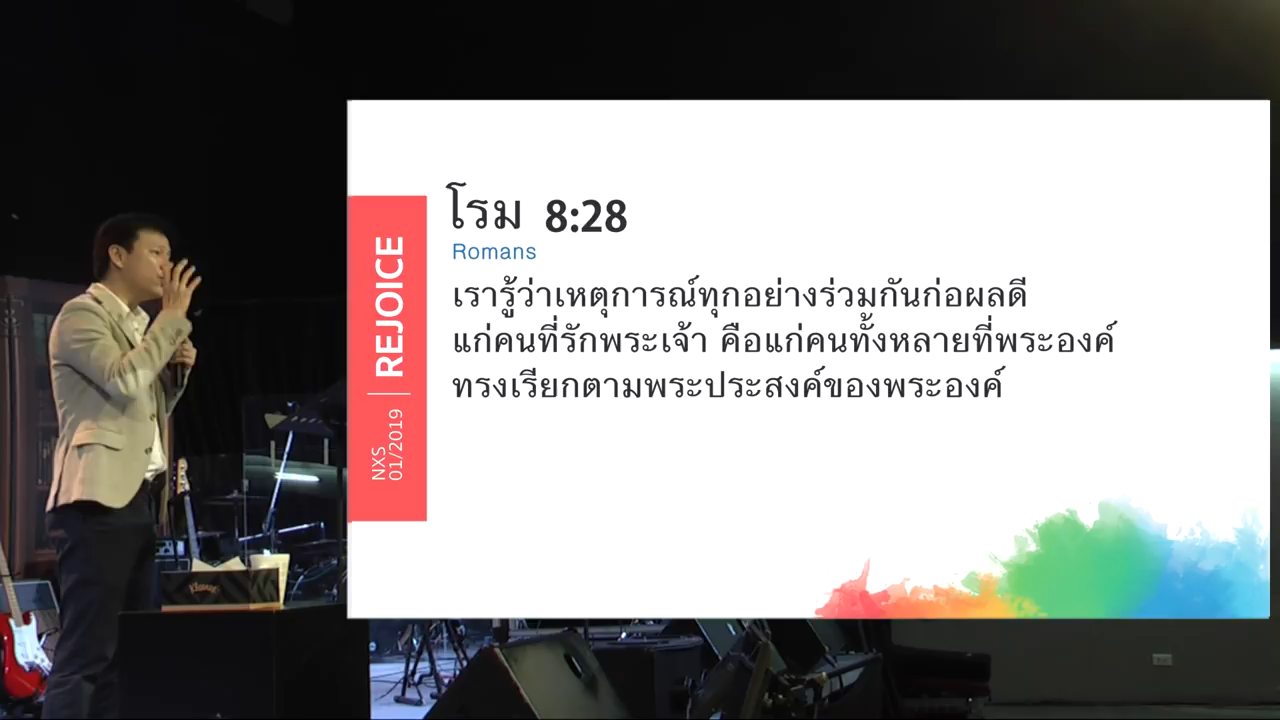 โรม 8:28
Romans
เรารู้ว่าเหตุการณ์ทุกอย่างร่วมกันก่อผลดี
แก่คนที่รักพระเจ้า คือแก่คนทั้งหลายที่พระองค์
ทรงเรียกตามพระประสงค์ของพระองค์
REJOICE
NXS
01/2019
Kleenex